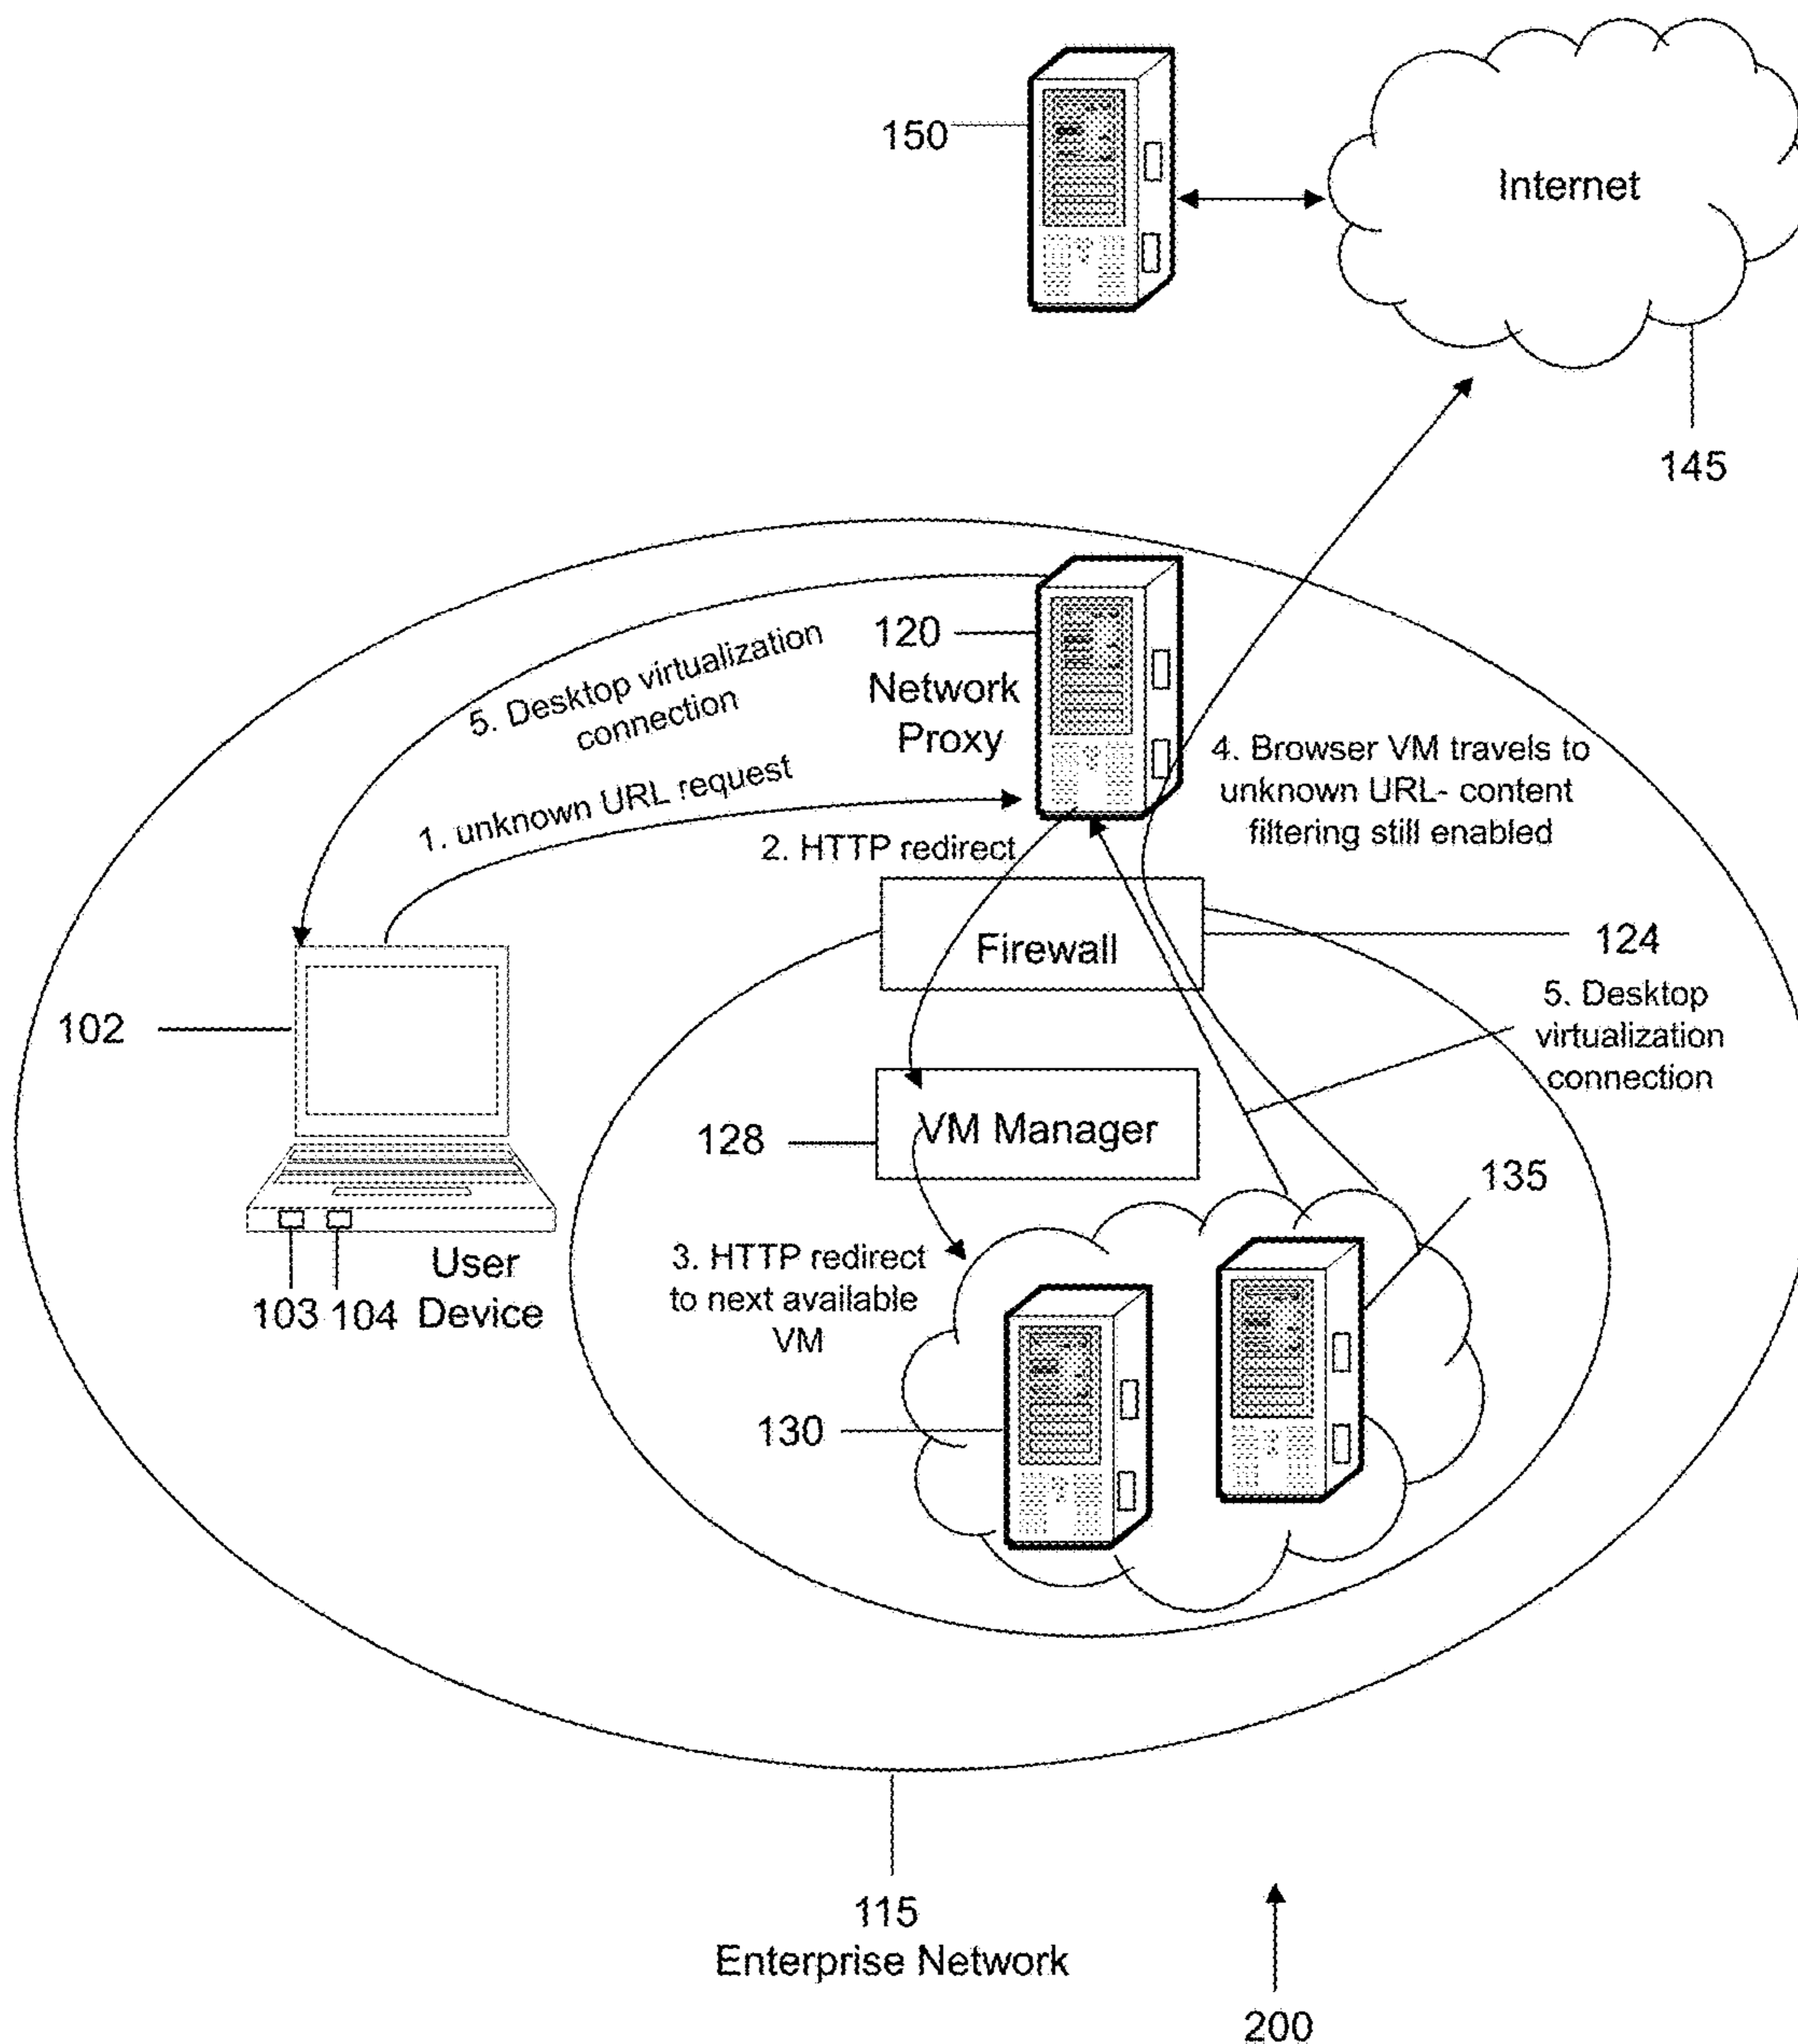 150
Internet
145
120
Network
Proxy
5. Desktop virtualization
connection
1. unknown URL request
2. HTTP redirect
4. Browser VM travels to
unknown URL- content
filtering still enabled
Firewall
124
5. Desktop
virtualization
connection
102
VM Manager
128
135
User
Device
103
104
3. HTTP redirect
to next available
VM
130
115
Enterprise Network
200